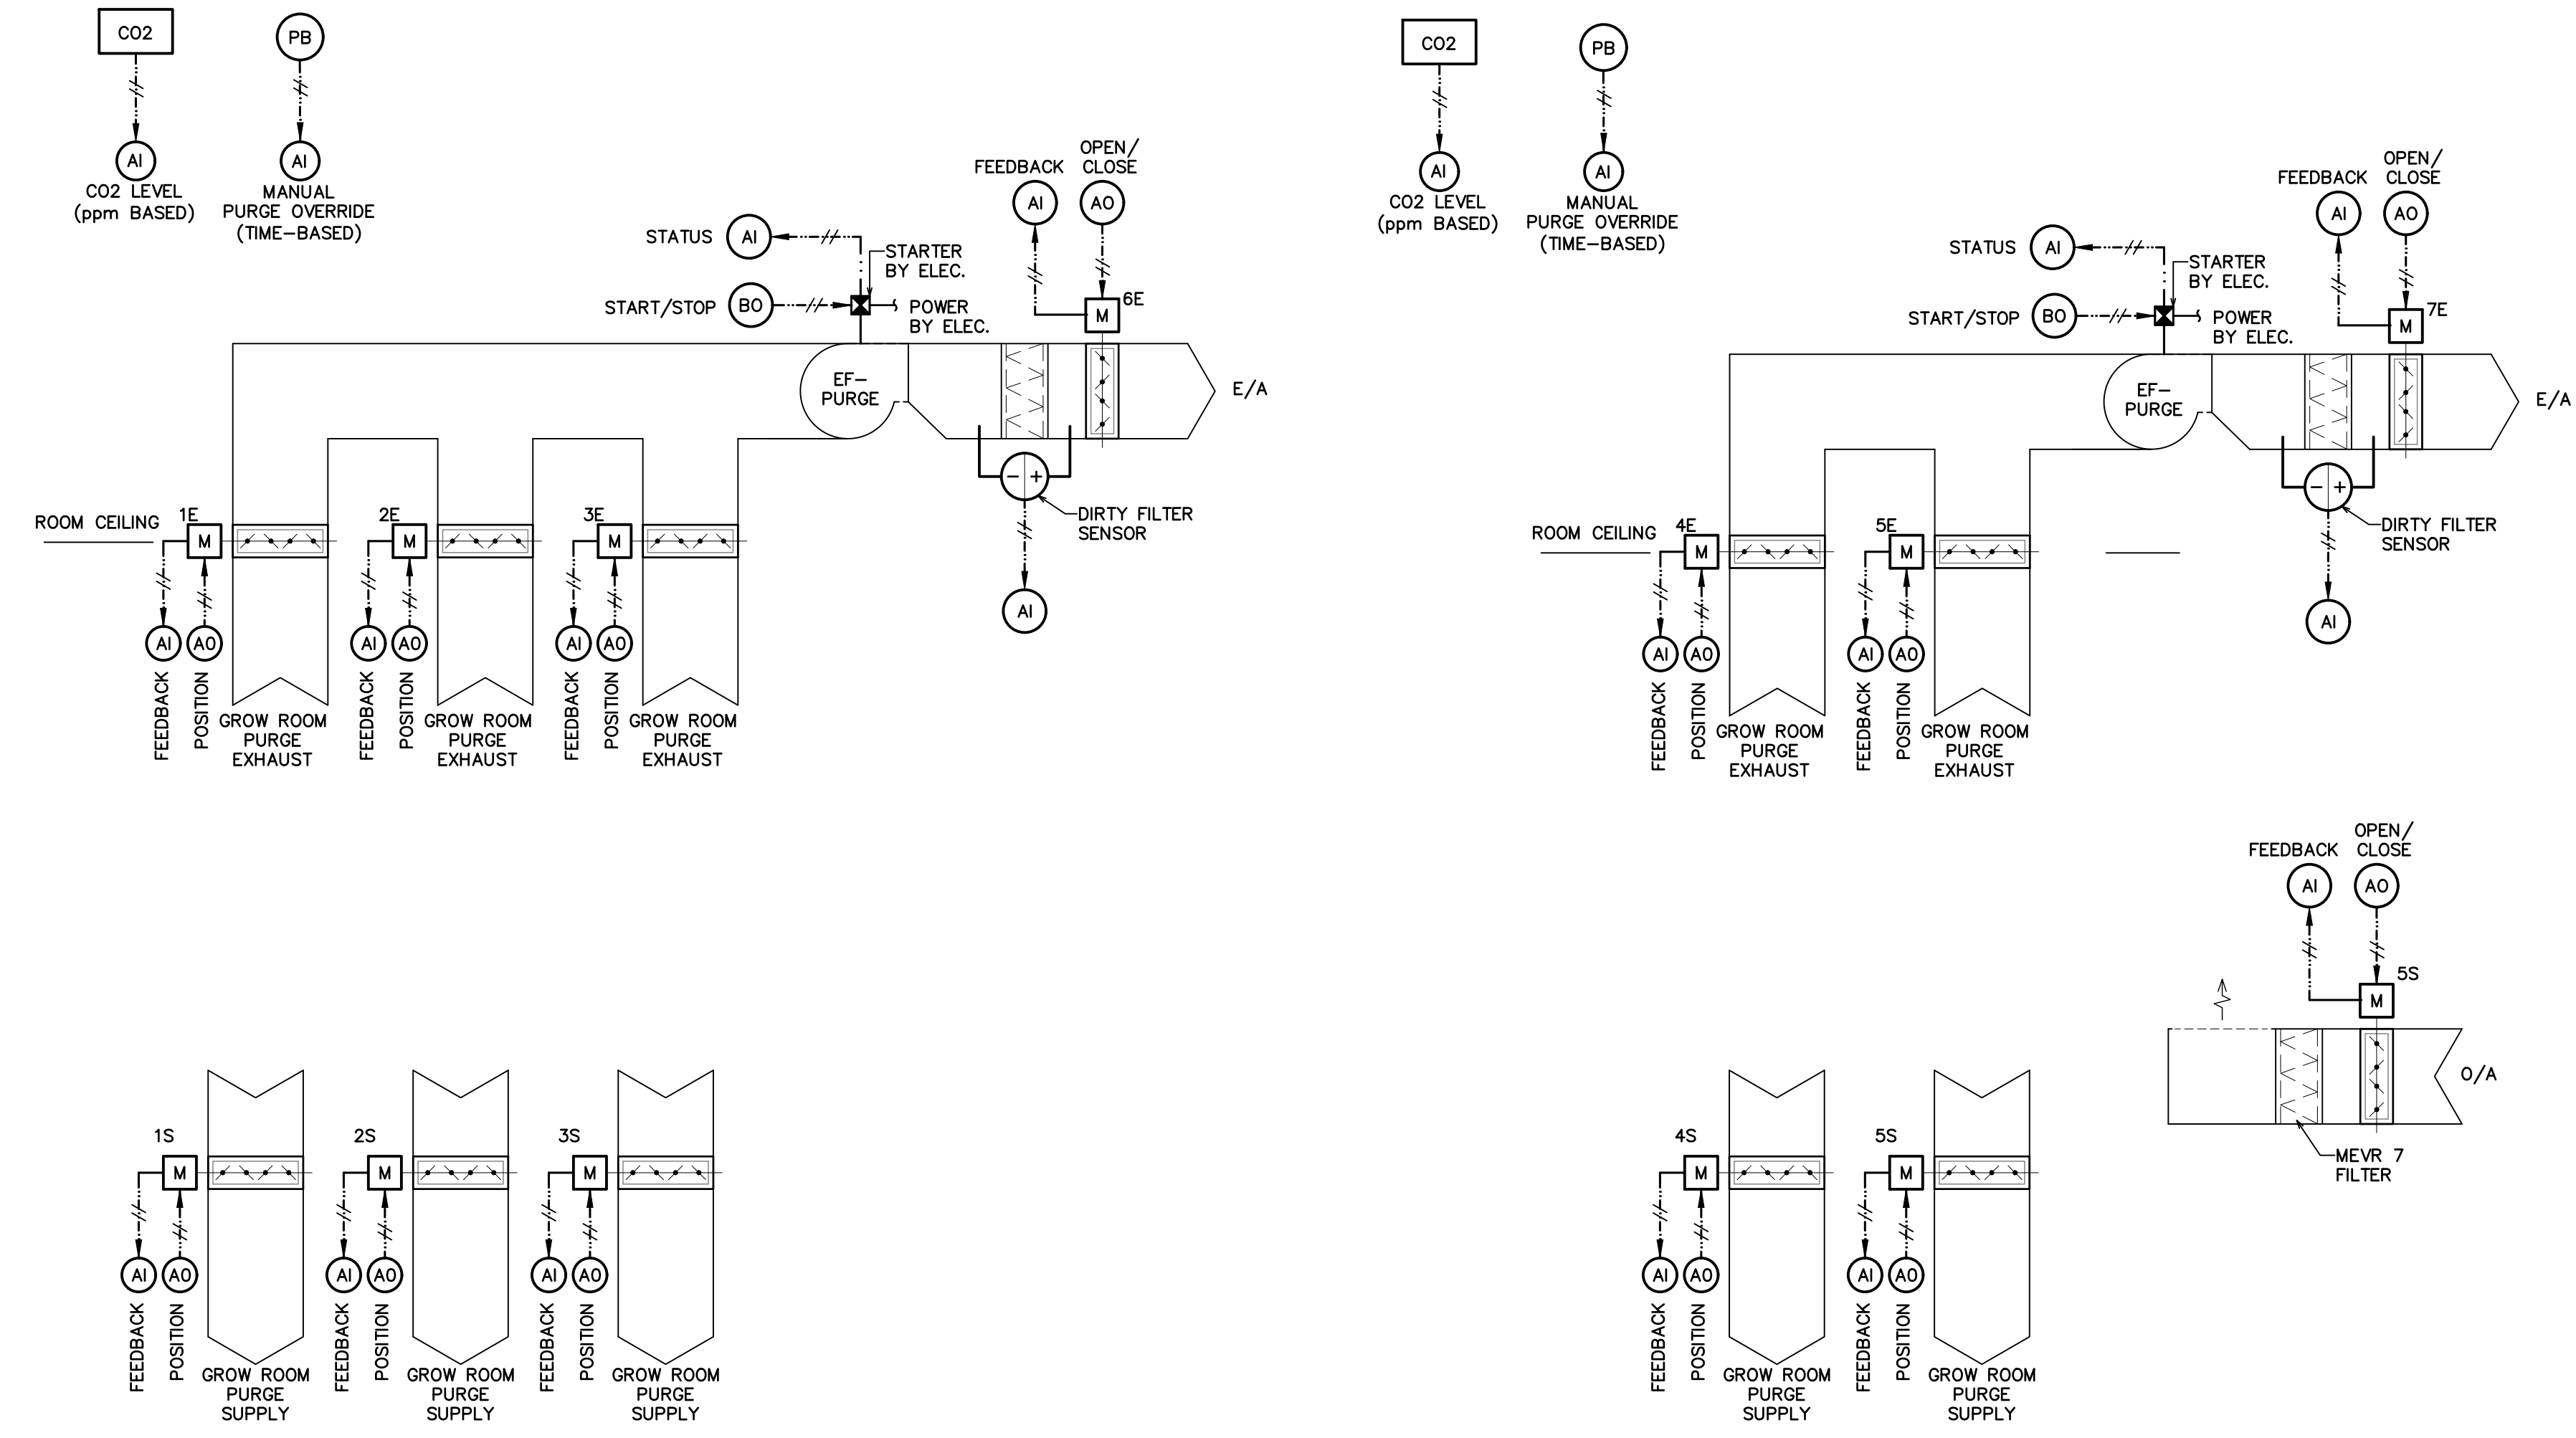 CO2
AI
CO2 LEVEL
(ppm BASED)
PB
AI
MANUAL
PURGE OVERRIDE
(TIME-BASED)
STATUS
AI
STARTER
BY ELEC.
START/STOP
BO
POWER
BY ELEC.
FEEDBACK
AI
OPEN/
CLOSE
AO
M
6E
EF-
PURGE
E/A
- +
DIRTY FILTER
SENSOR
AI
ROOM CEILING
1E
M
AI
AO
FEEDBACK
POSITION
GROW ROOM
PURGE
EXHAUST
2E
M
AI
AO
FEEDBACK
POSITION
GROW ROOM
PURGE
EXHAUST
3E
M
AI
AO
FEEDBACK
POSITION
GROW ROOM
PURGE
EXHAUST
CO2
AI
CO2 LEVEL
(ppm BASED)
PB
AI
MANUAL
PURGE OVERRIDE
(TIME-BASED)
STATUS
AI
STARTER
BY ELEC.
START/STOP
BO
POWER
BY ELEC.
FEEDBACK
AI
OPEN/
CLOSE
AO
M
7E
EF-
PURGE
E/A
- +
DIRTY FILTER
SENSOR
AI
ROOM CEILING
4E
M
AI
AO
FEEDBACK
POSITION
GROW ROOM
PURGE
EXHAUST
5E
M
AI
AO
FEEDBACK
POSITION
GROW ROOM
PURGE
EXHAUST
1S
M
AI
AO
FEEDBACK
POSITION
GROW ROOM
PURGE
SUPPLY
2S
M
AI
AO
FEEDBACK
POSITION
GROW ROOM
PURGE
SUPPLY
3S
M
AI
AO
FEEDBACK
POSITION
GROW ROOM
PURGE
SUPPLY
4S
M
AI
AO
FEEDBACK
POSITION
GROW ROOM
PURGE
SUPPLY
5S
M
AI
AO
FEEDBACK
POSITION
GROW ROOM
PURGE
SUPPLY
FEEDBACK
AI
OPEN/
CLOSE
AO
5S
M
O/A
MEVR 7
FILTER